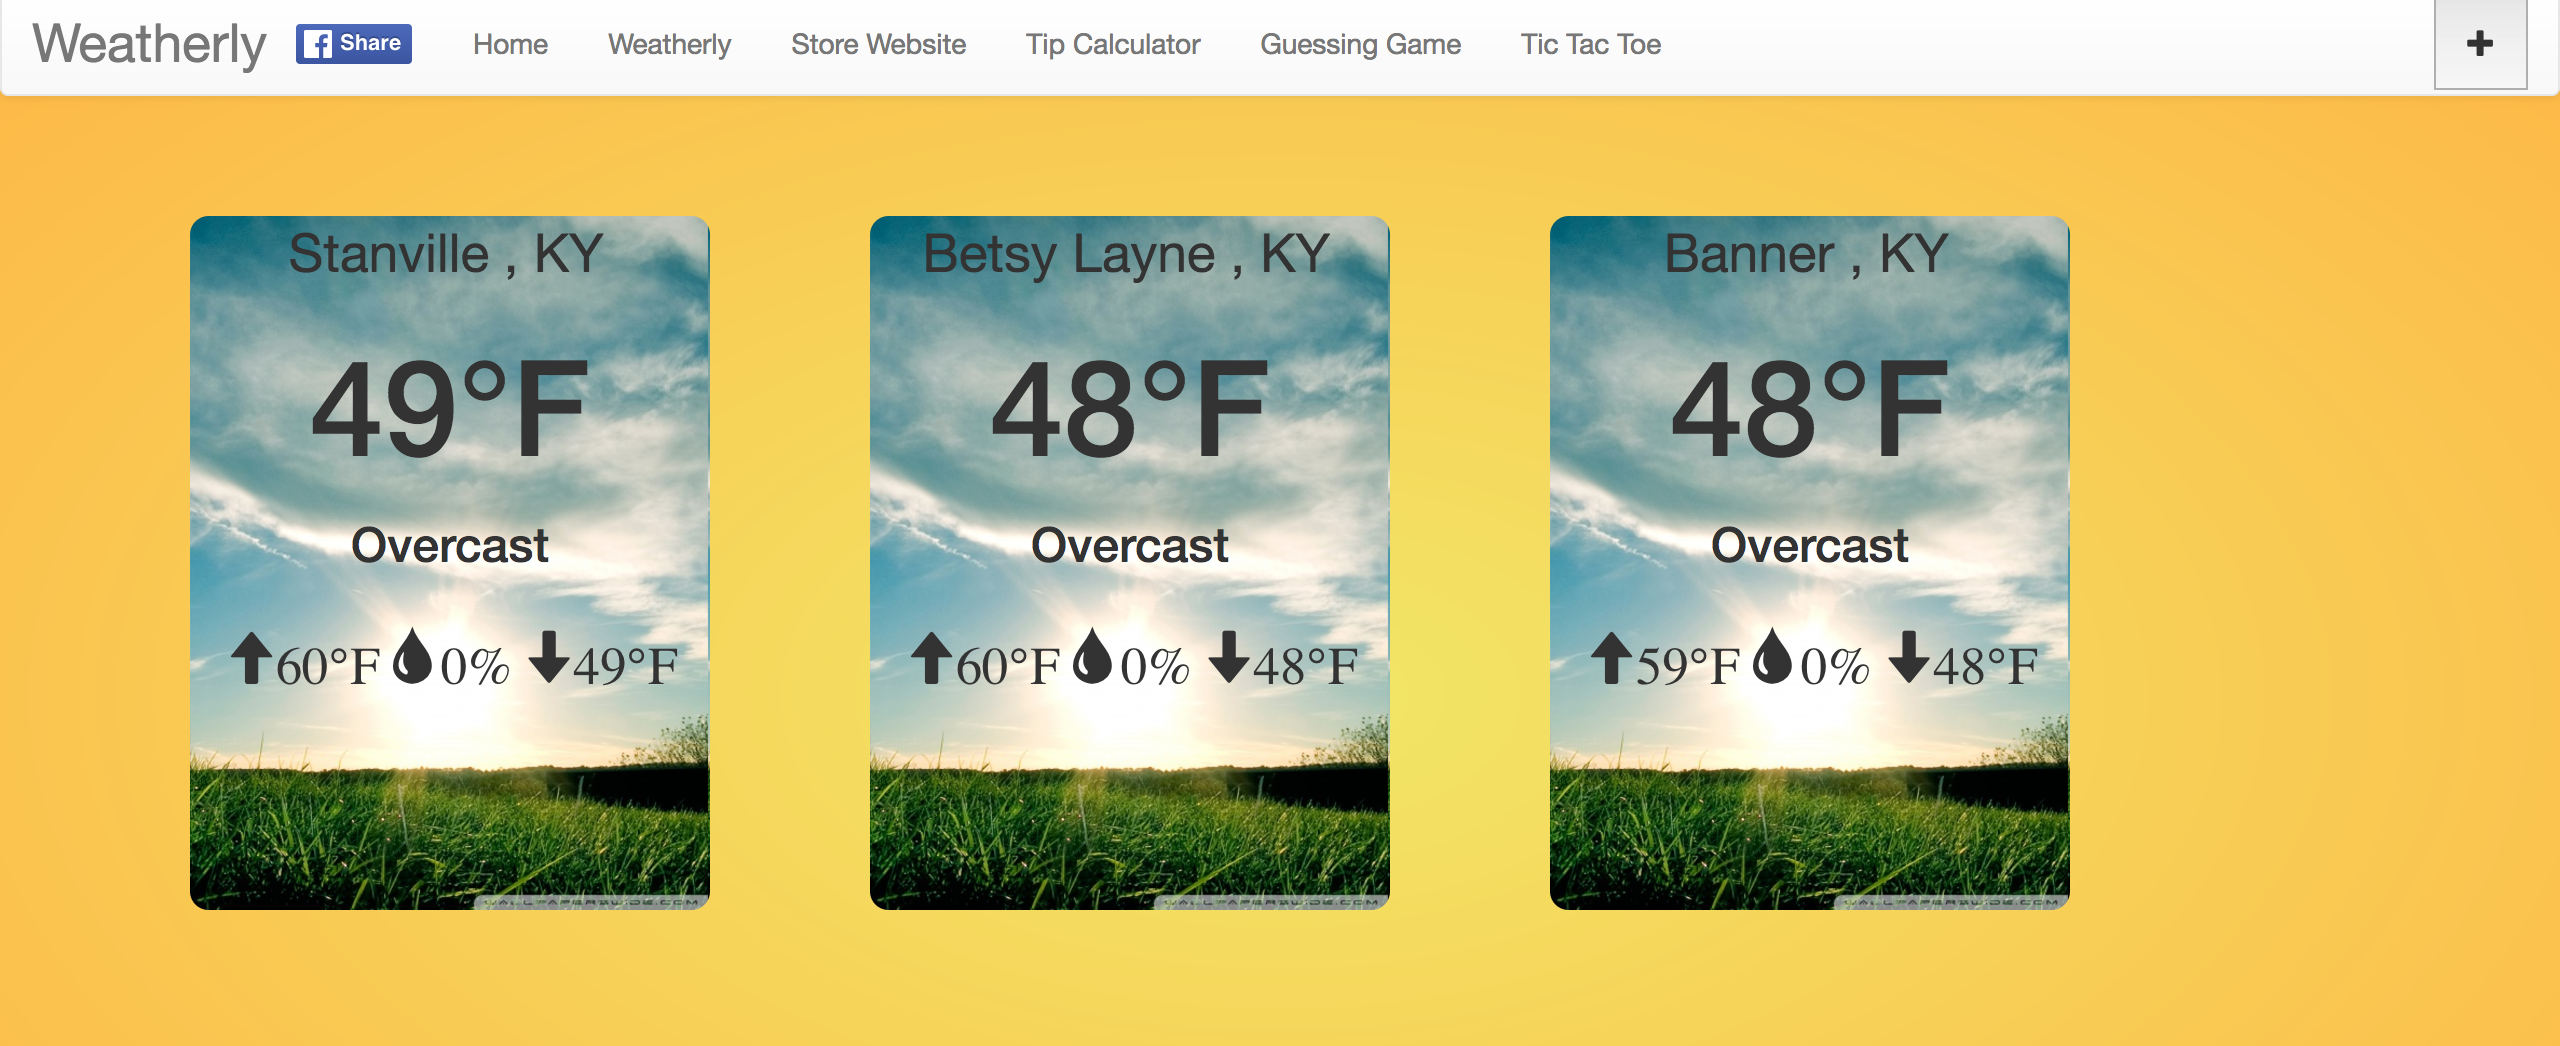 Weatherly Share Home Weatherly Store Website Tip Calculator Guessing Game Tic Tac Toe
Stanville , KY
49°F
Overcast
60°F 0% 49°F
Betsy Layne , KY
48°F
Overcast
60°F 0% 48°F
Banner , KY
48°F
Overcast
59°F 0% 48°F